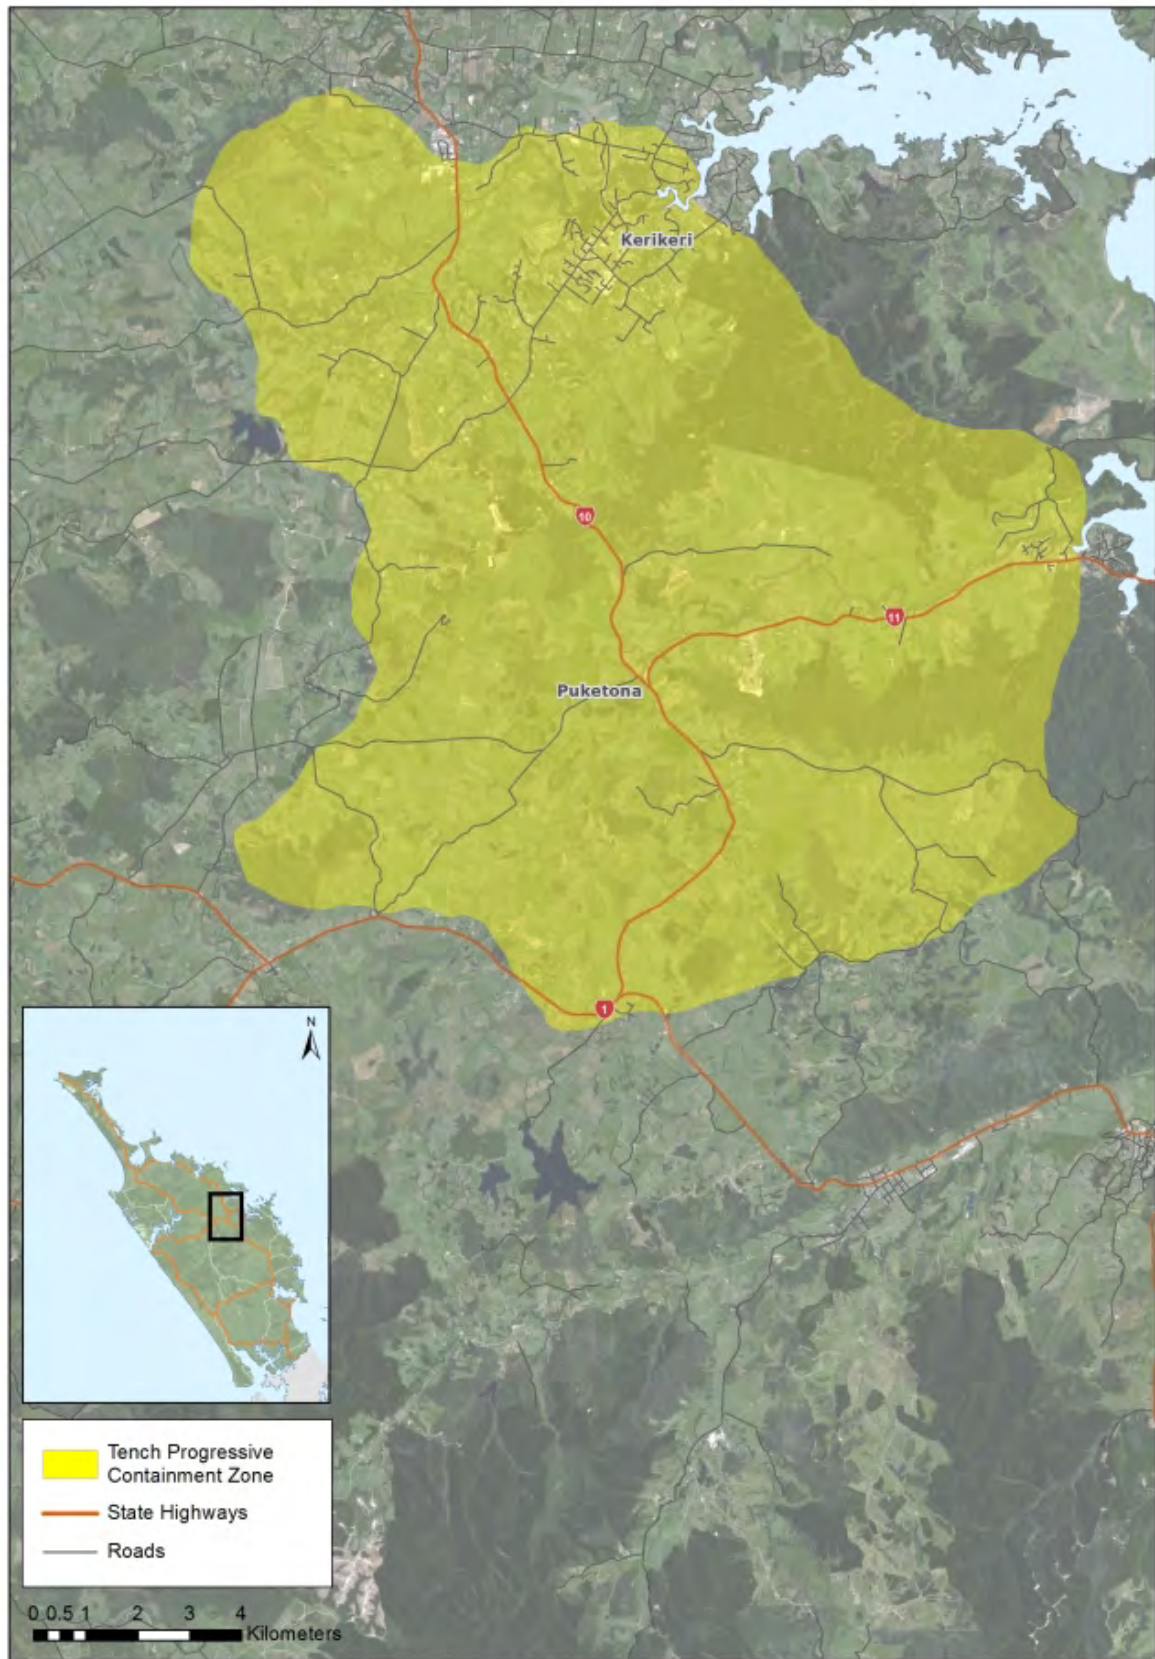 Kerikeri
10
11
Puketona
1
N
Tench Progressive
Containment Zone
State Highways
Roads
0 0.5 1 2 3 4
Kilometers